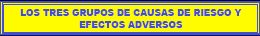 LOS TRES GRUPOS DE CAUSAS DE RIESGO Y
EFECTOS ADVERSOS